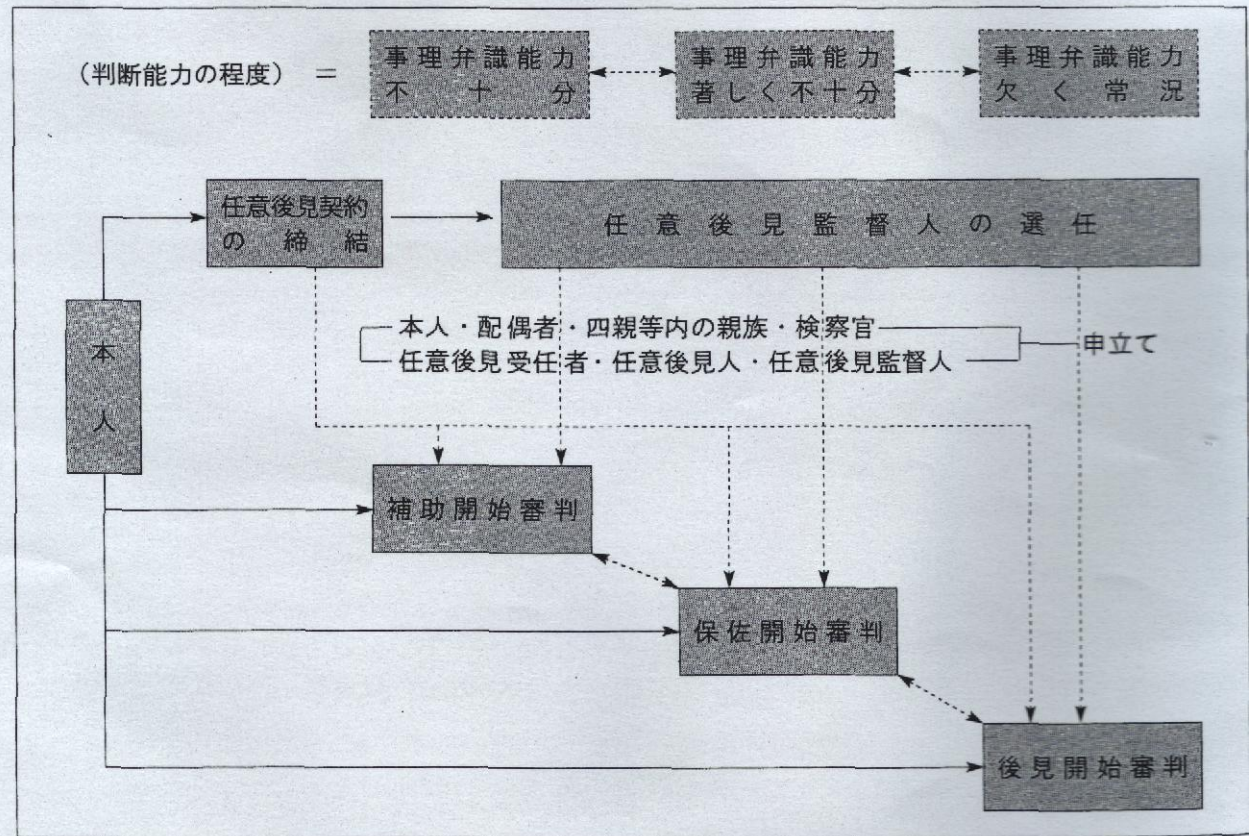 (判断能力の程度) =
事理弁識能力
不十分
事理弁識能力
著しく不十分
事理弁識能力
欠く常況
任意後見契約
の締結
任意後見監督人の選任
本人・配偶者・四親等内の親族・検察官
任意後見受任者・任意後見人・任意後見監督人
申立て
本人
補助開始審判
保佐開始審判
後見開始審判